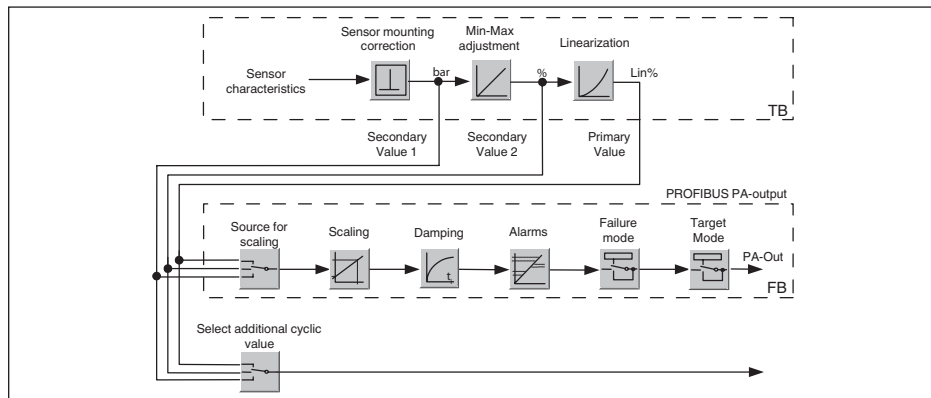 Sensor mounting
correction
Min-Max
adjustment
Linearization
Sensor
characteristics
bar
%
Lin%
TB
Secondary
Value 1
Secondary
Value 2
Primary
Value
PROFIBUS PA-output
Source for
scaling
Scaling
Damping
Alarms
Failure
mode
Target
Mode
t
PA-Out
FB
Select additional cyclic
value